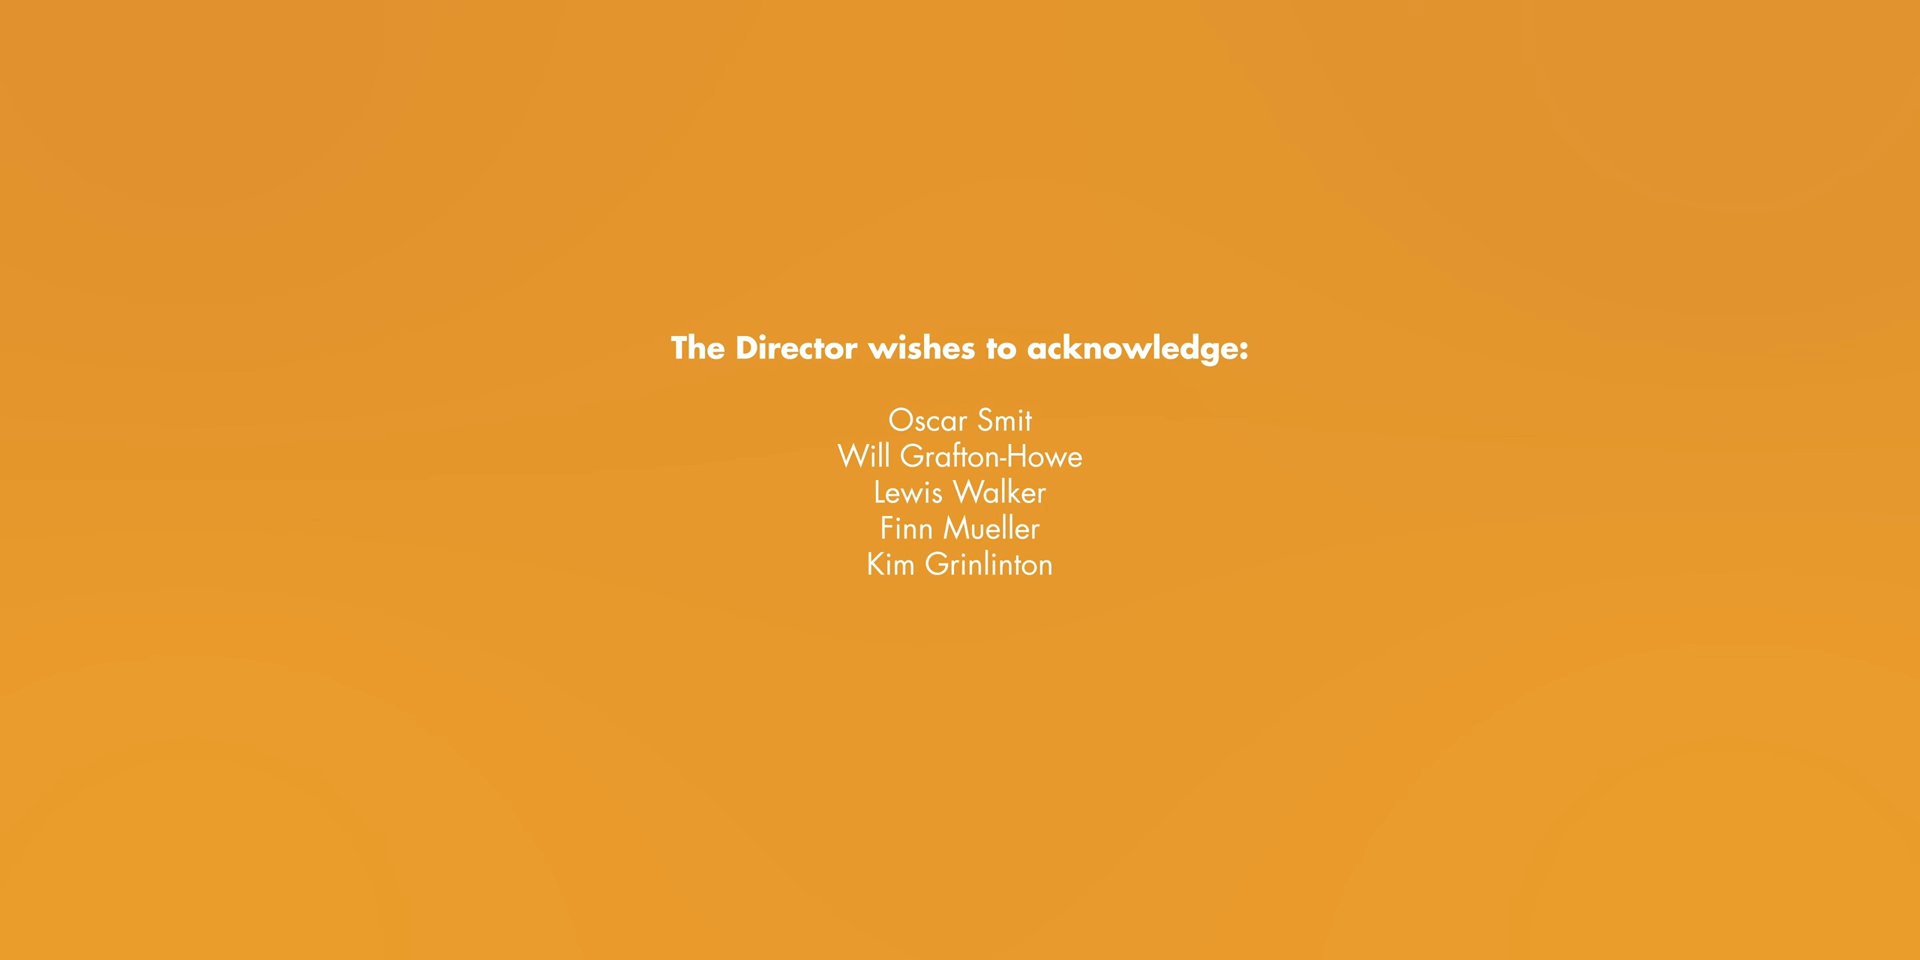 The Director wishes to acknowledge:
Oscar Smit
Will Grafton-Howe
Lewis Walker
Finn Mueller
Kim Grinlinton